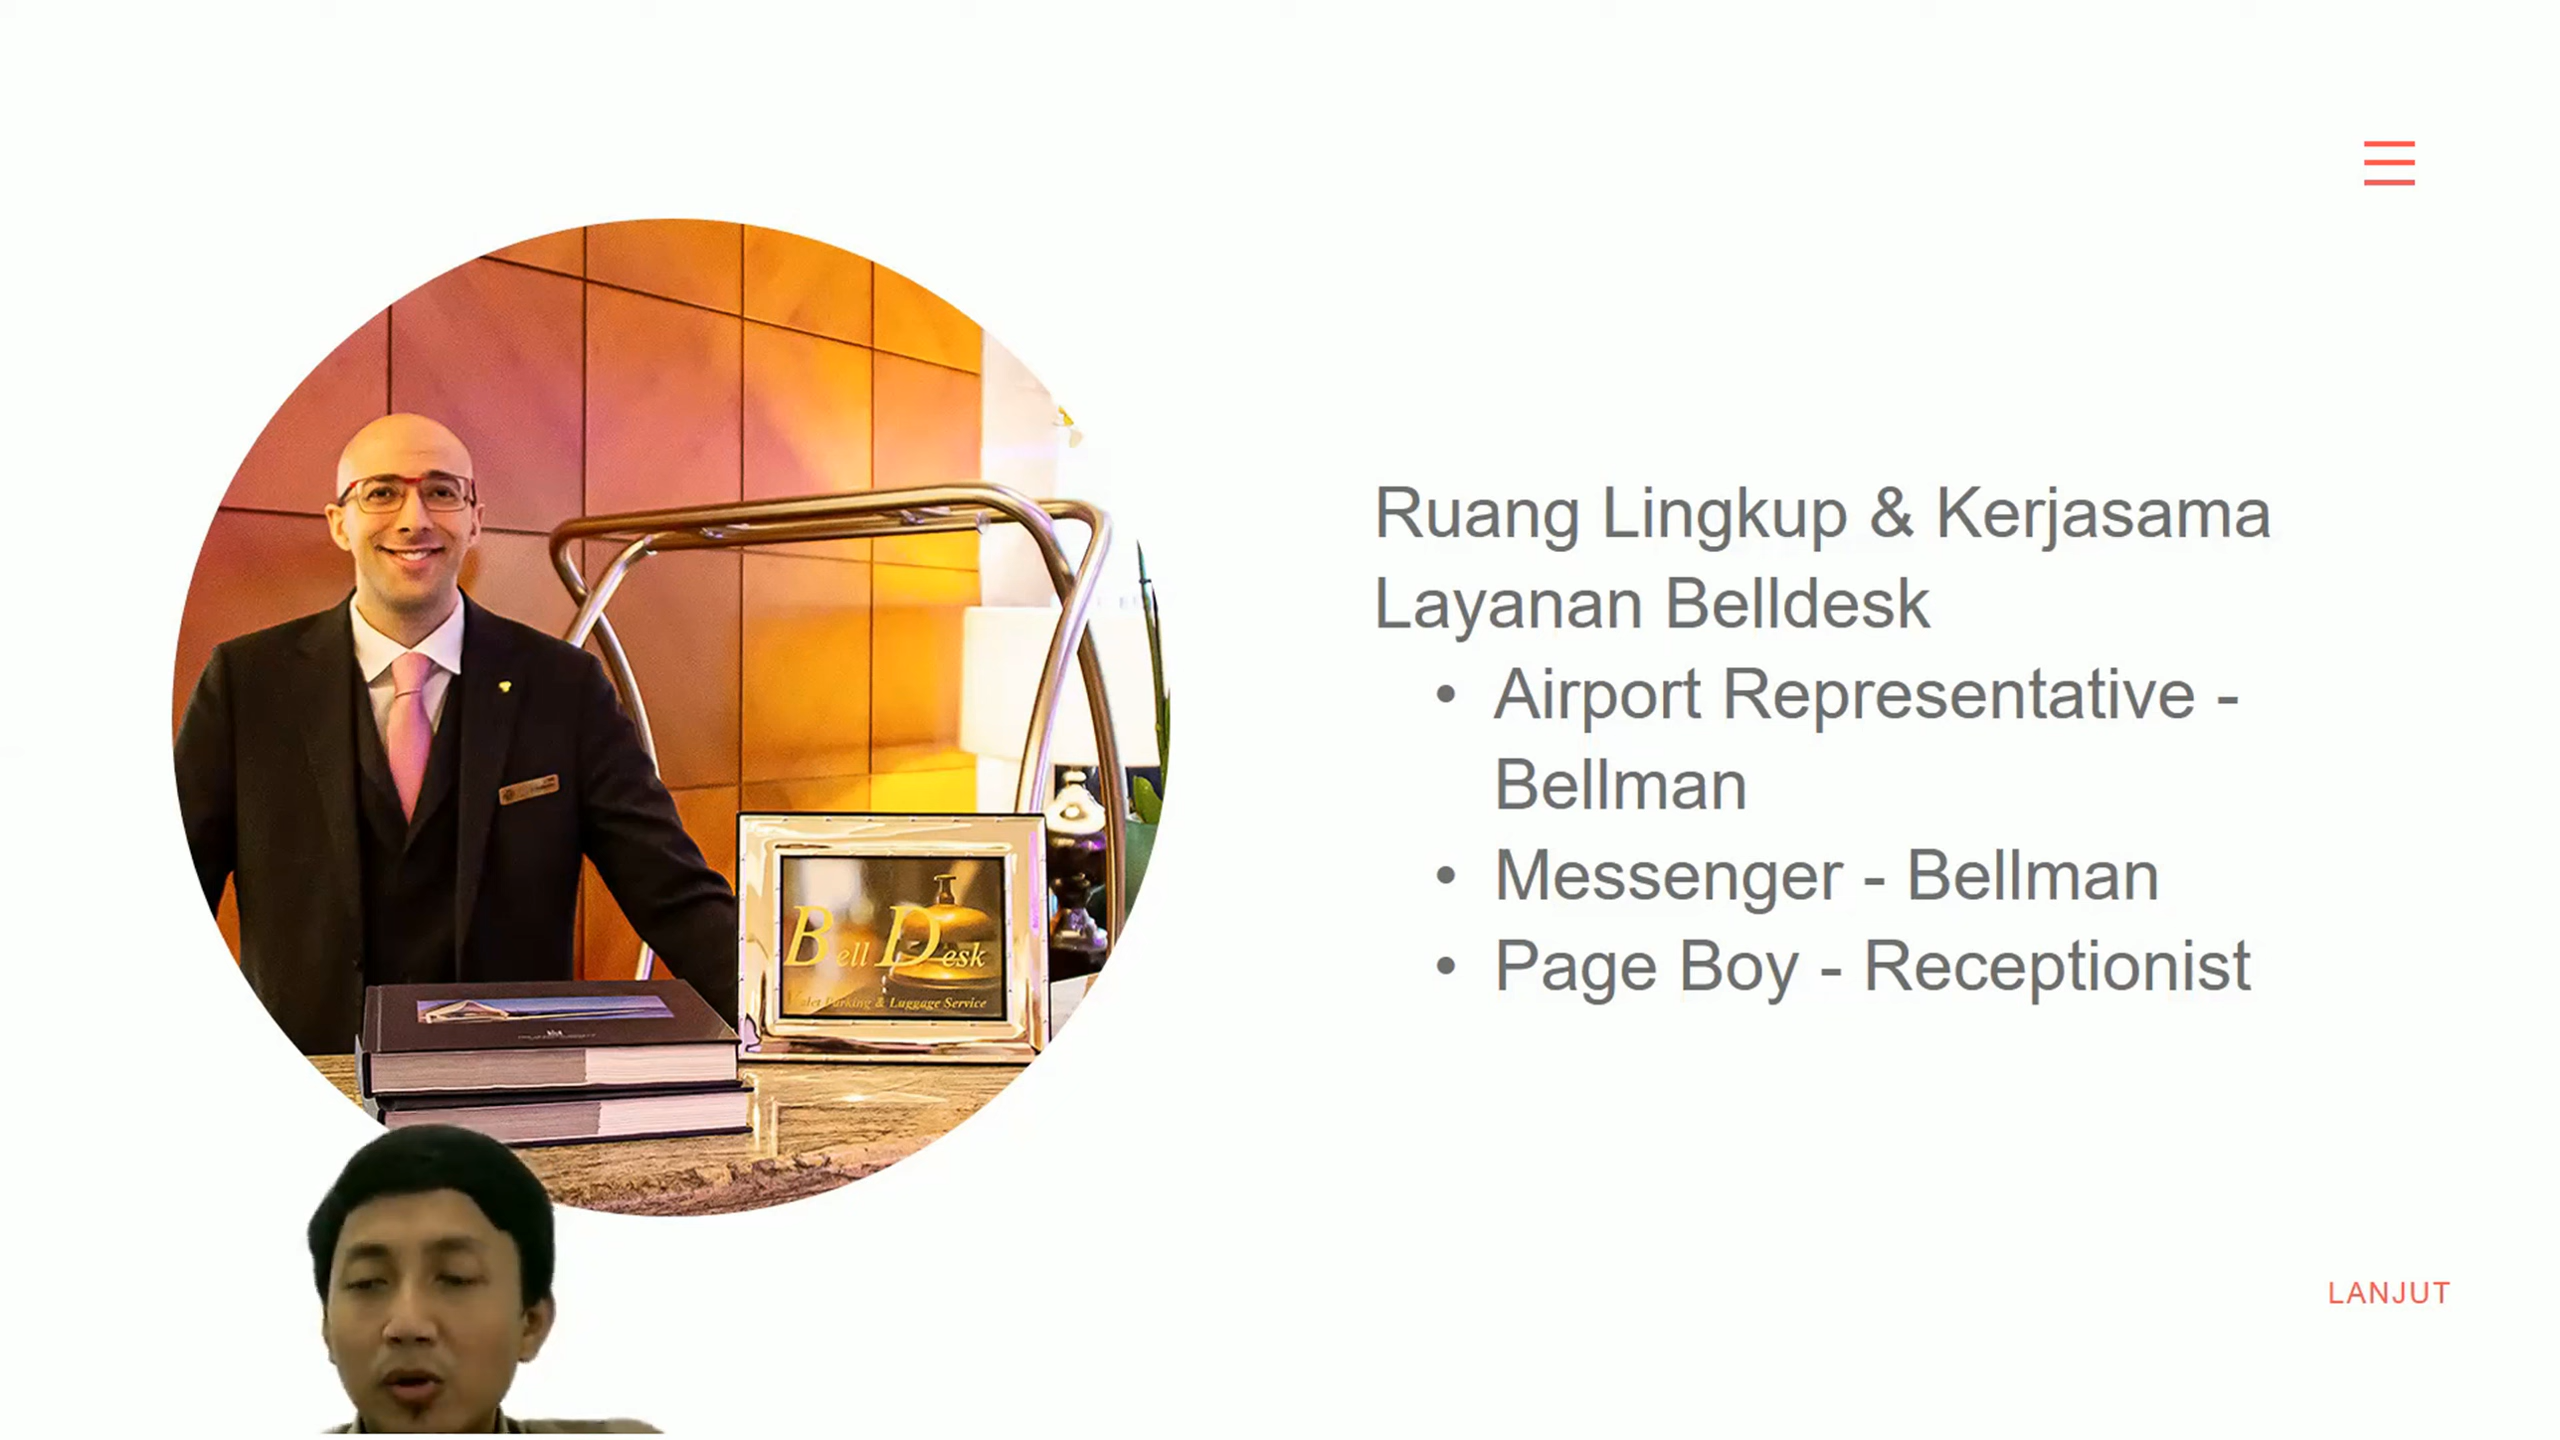 Ruang Lingkup & Kerjasama
Layanan Belldesk
• Airport Representative -
Bellman
• Messenger - Bellman
• Page Boy - Receptionist
Bell Desk
Valet Parking & Luggage Service
LANJUT